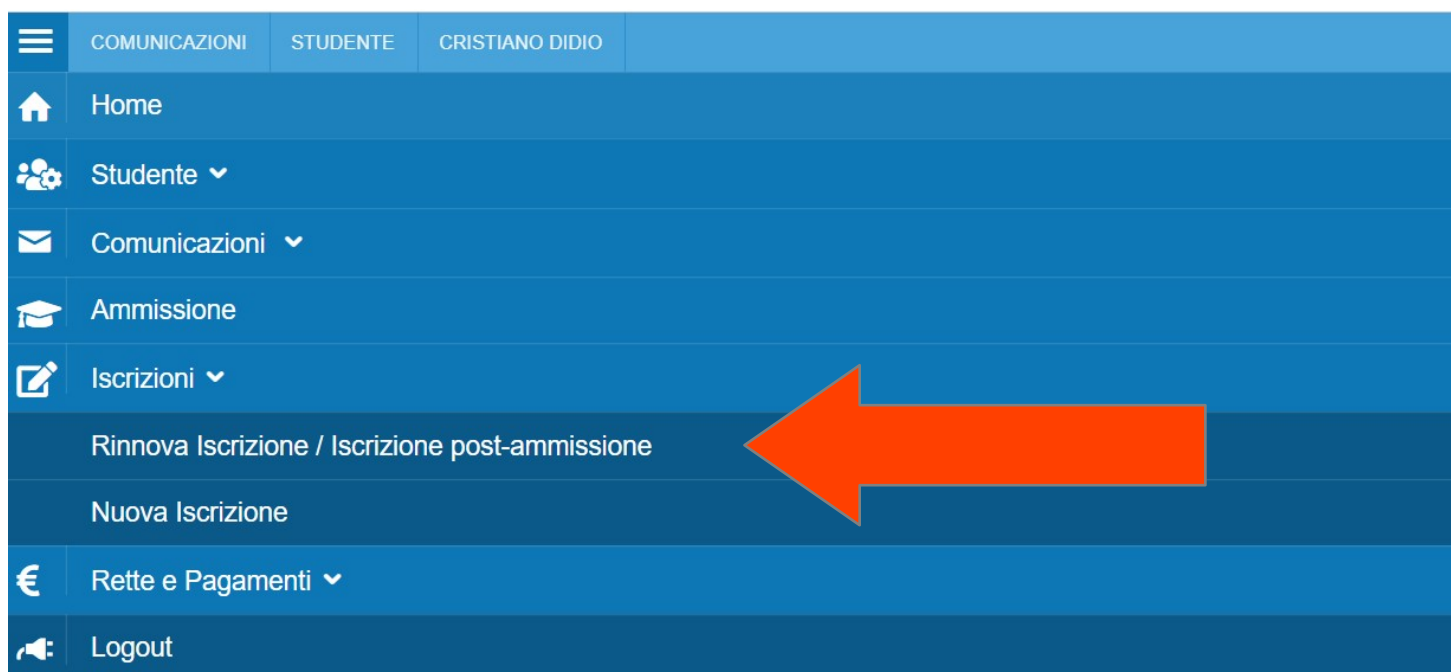 COMUNICAZIONI STUDENTE CRISTIANO DIDIO
Home
Studente
Comunicazioni
Ammissione
Iscrizioni
Rinnova Iscrizione / Iscrizione post-ammissione
Nuova Iscrizione
€ Rette e Pagamenti
Logout